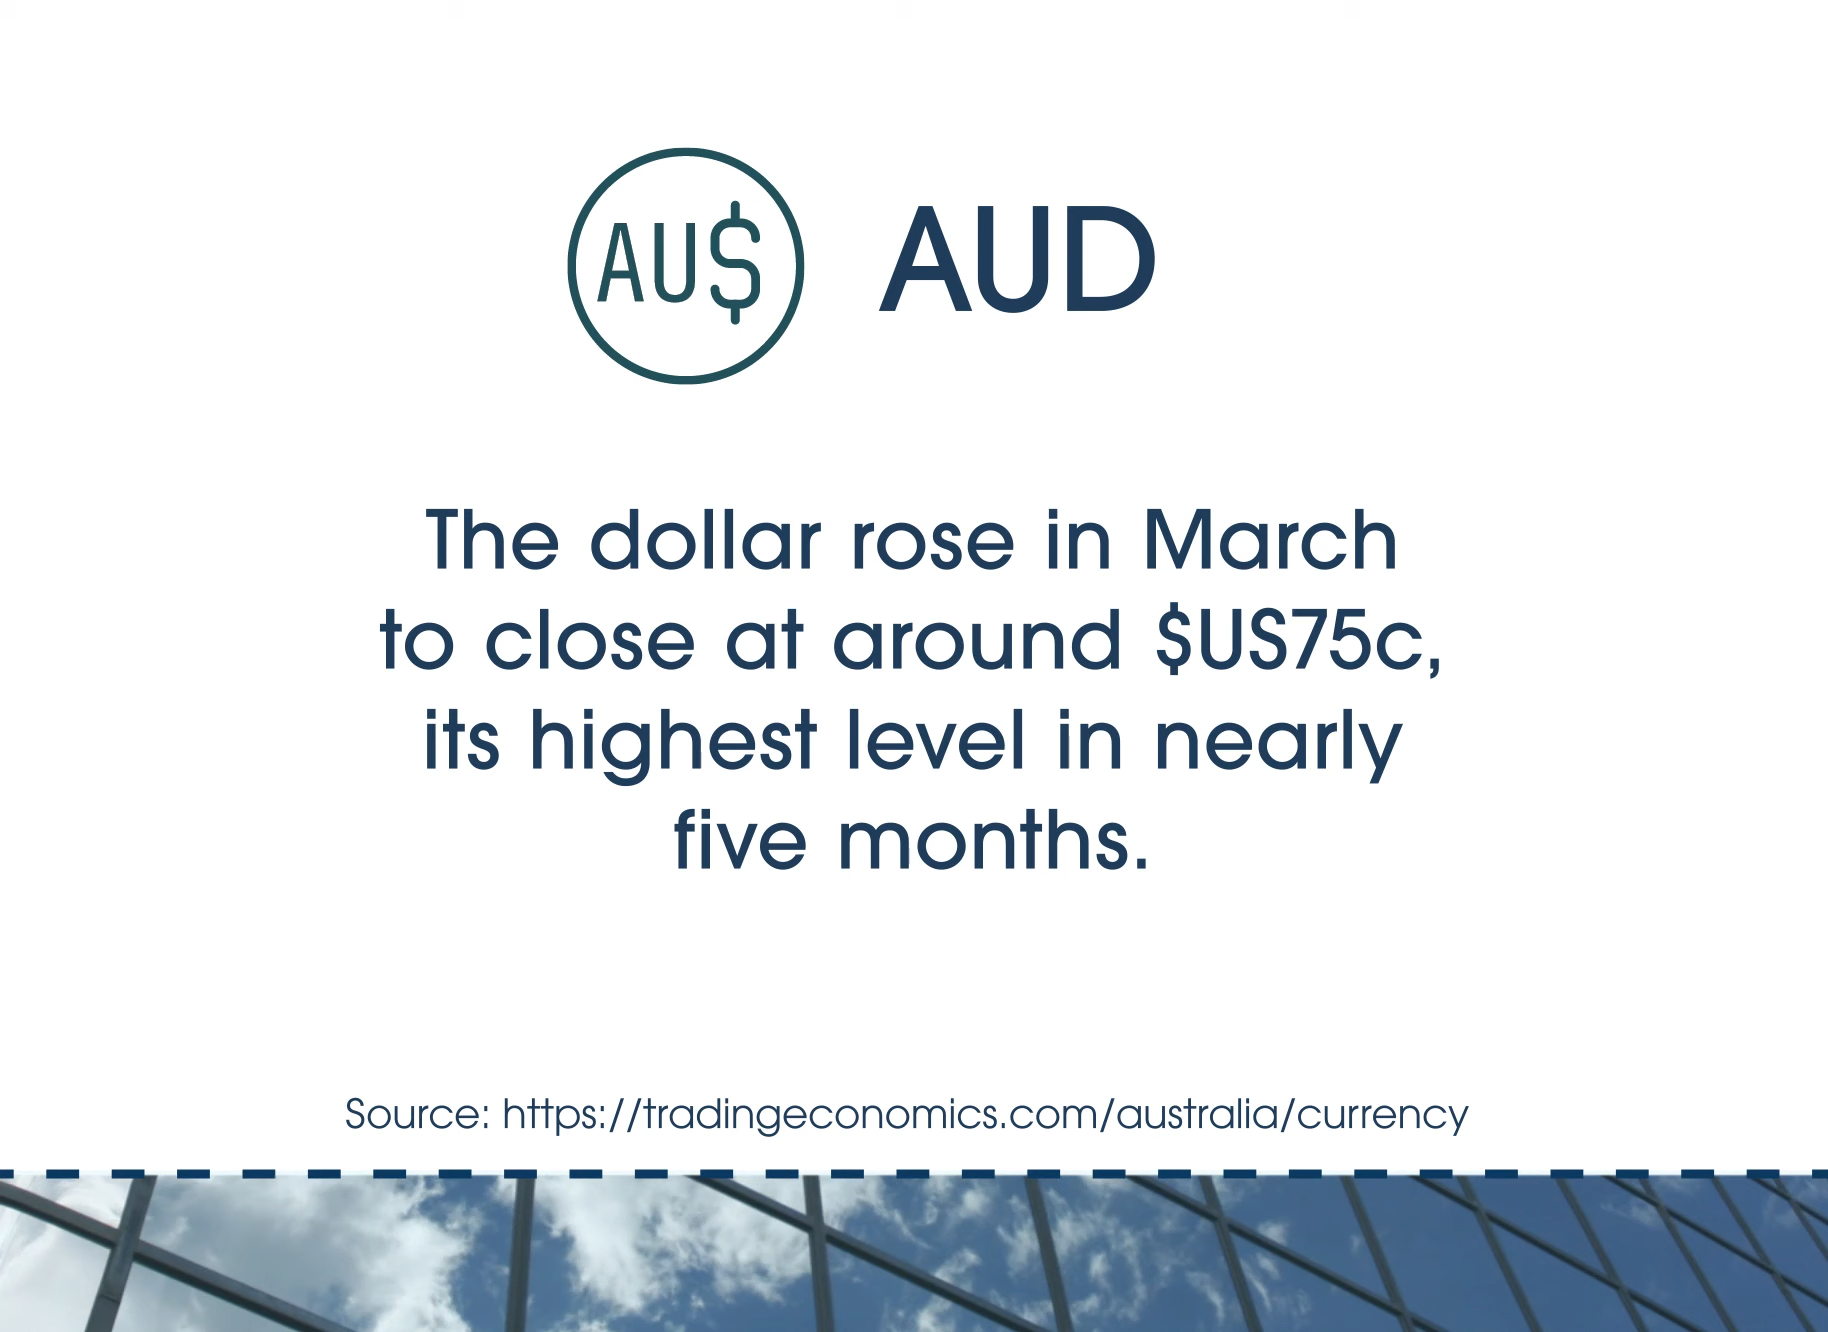 AU$ AUD
The dollar rose in March
to close at around $US75c,
its highest level in nearly
five months.
Source: https://tradingeconomics.com/australia/currency